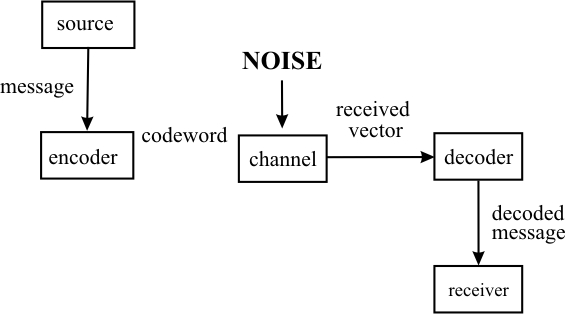 source
message
encoder
codeword
NOISE
channel
received
vector
decoder
decoded
message
receiver